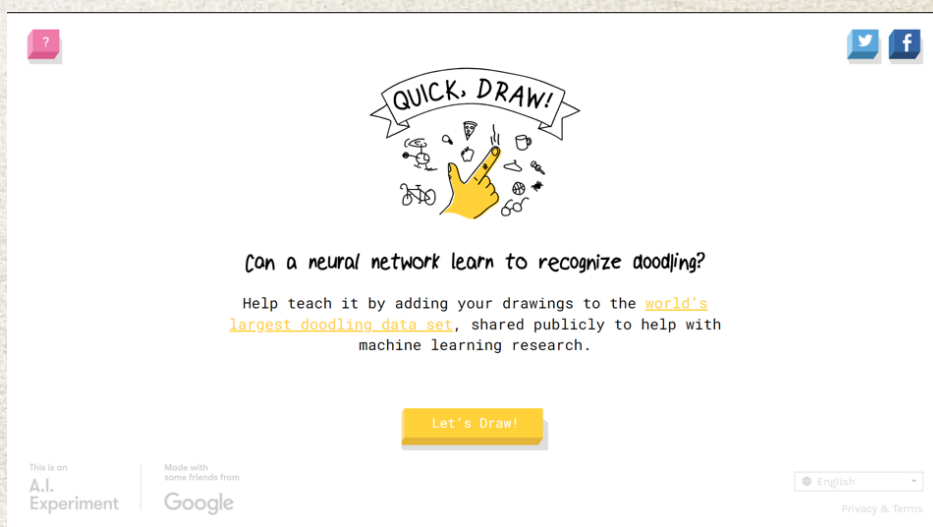 ?
QUICK, DRAW!
Can a neural network learn to recognize doodling?
Help teach it by adding your drawings to the world's
largest doodling data set, shared publicly to help with
machine learning research.
Let's Draw!
This is an
A.I.
Experiment
Made with
some friends from
Google
English
Privacy & Terms